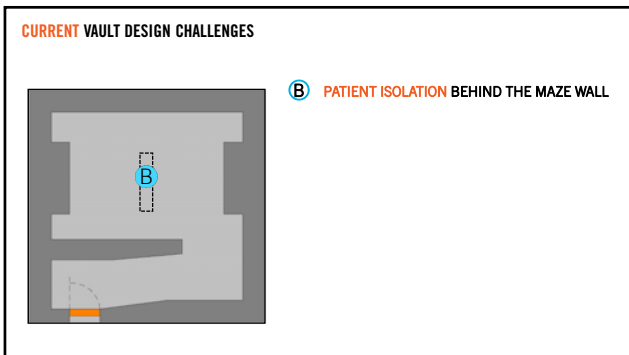 CURRENT VAULT DESIGN CHALLENGES
B PATIENT ISOLATION BEHIND THE MAZE WALL
B